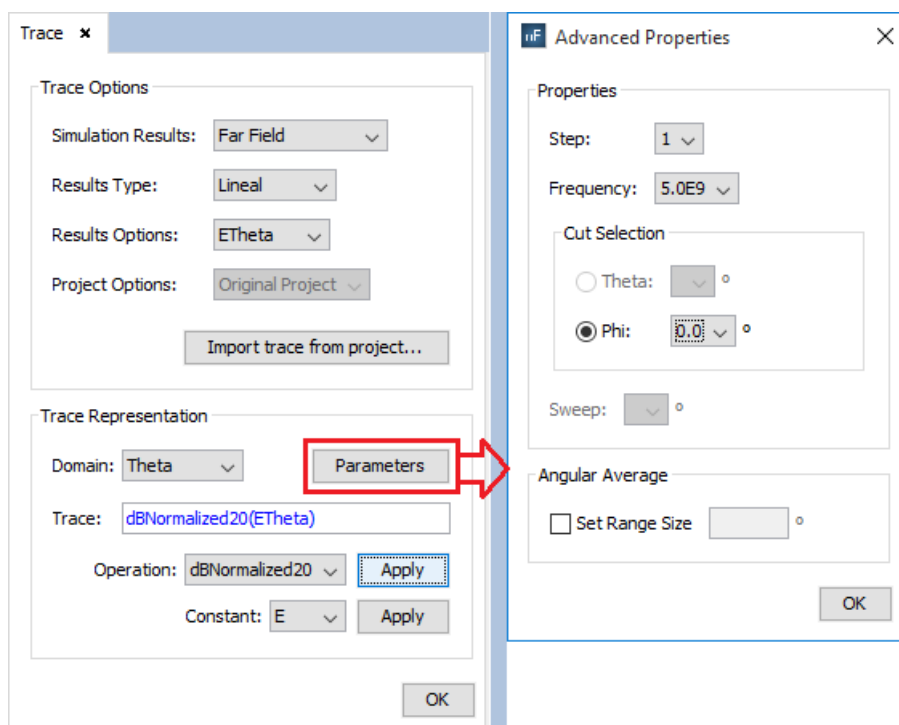 Trace ×
Trace Options
Simulation Results: Far Field
Results Type: Lineal
Results Options: ETheta
Project Options: Original Project
Import trace from project...
Trace Representation
Domain: Theta Parameters
Trace: dBNormalized20(ETheta)
Operation: dBNormalized20 Apply
Constant: E Apply
OK
nF Advanced Properties
Properties
Step: 1
Frequency: 5.0E9
Cut Selection
Theta: º
Phi: 0.0 º
Sweep: º
Angular Average
Set Range Size º
OK